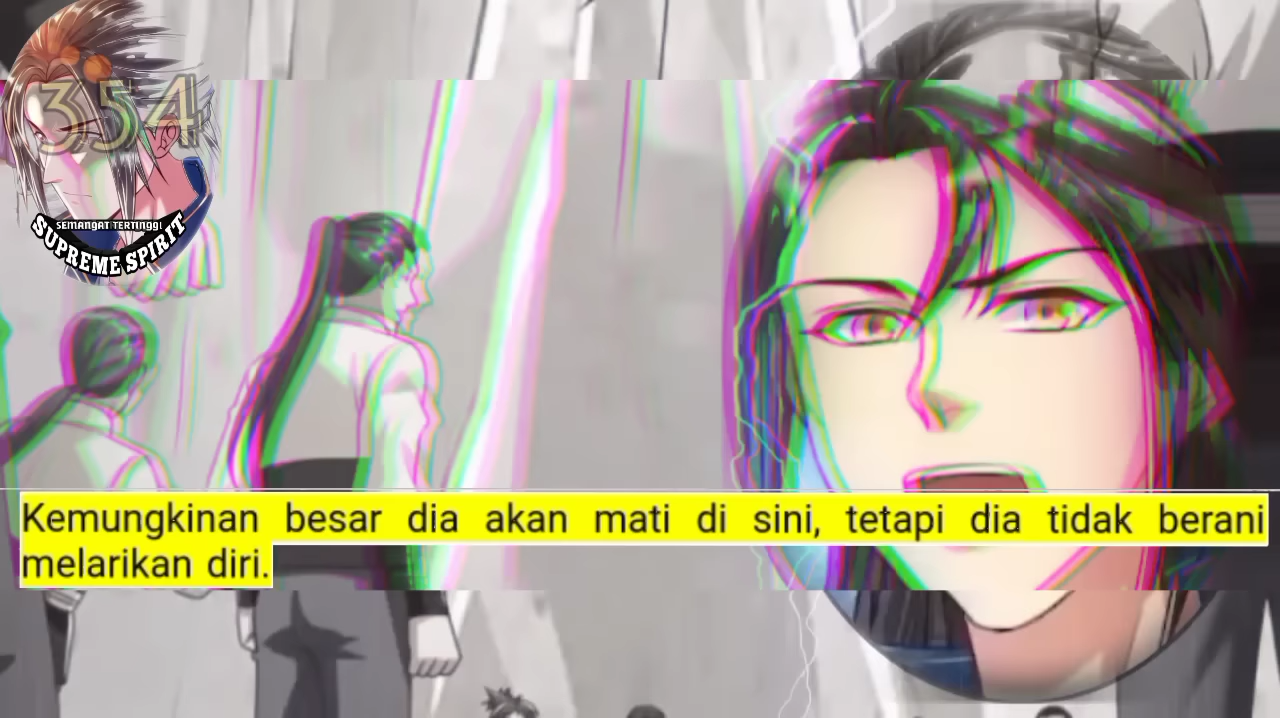 354
SEMANGAT TERTINGGI
SUPREME SPIRIT
Kemungkinan besar dia akan mati di sini, tetapi dia tidak berani
melarikan diri.